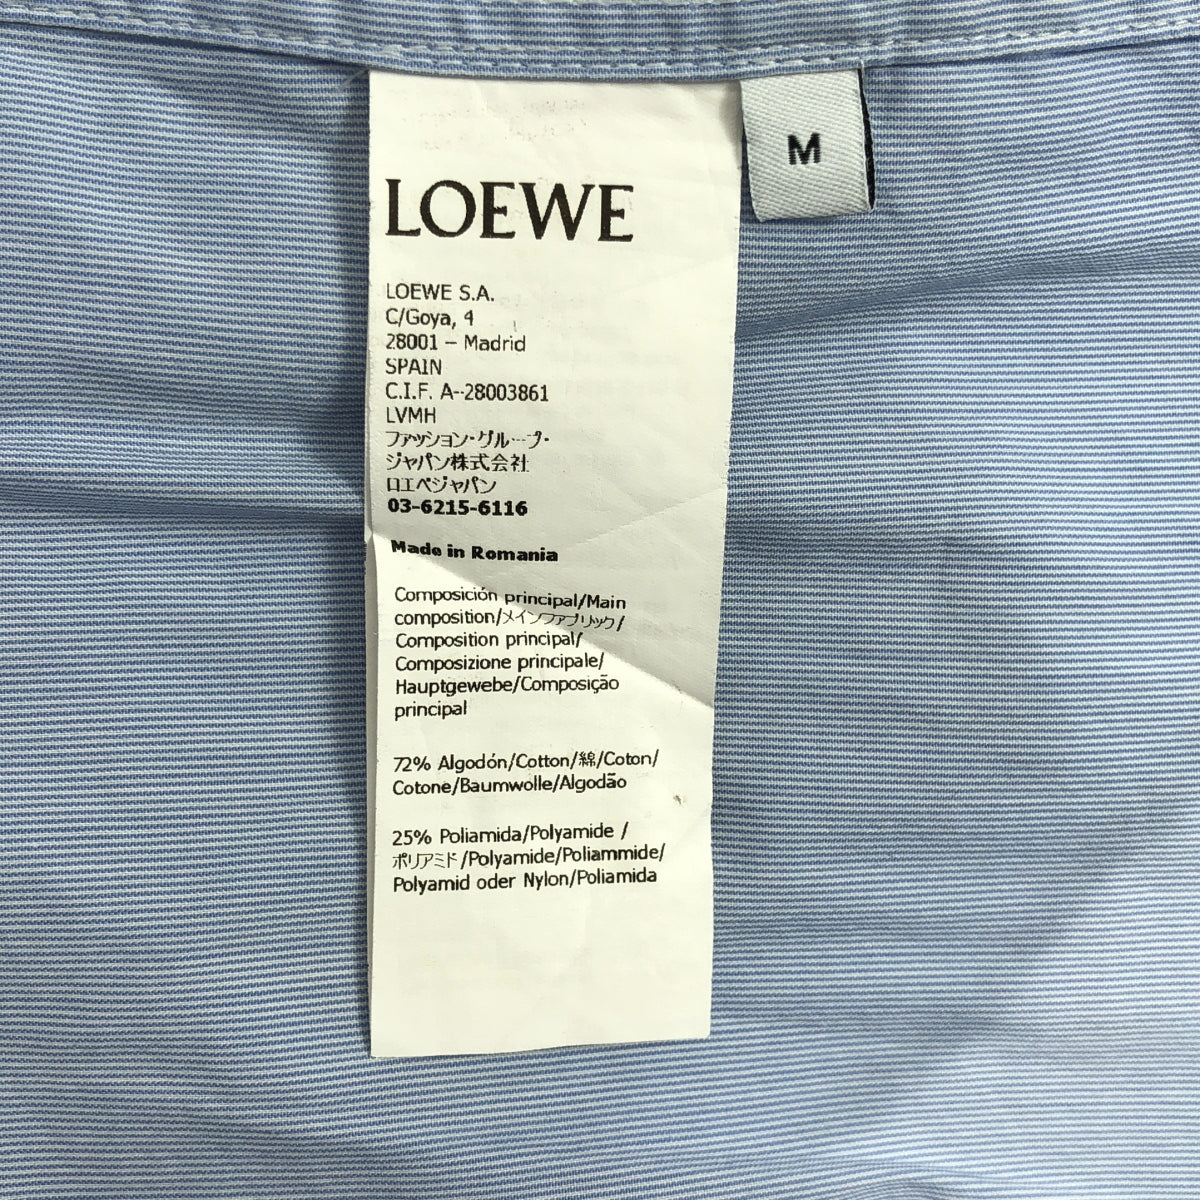 M
LOEWE
LOEWE S.A.
C/Goya, 4
28001 – Madrid
SPAIN
C.I.F. A-28003861
LVMH
ファッション・グループ・
ジャパン株式会社
ロエベジャパン
03-6215-6116
Made in Romania
Composición principal/Main
composition/メインファブリック/
Composition principal/
Composizione principale/
Hauptgewebe/Composição
principal
72% Algodón/Cotton/綿/Coton/
Cotone/Baumwolle/Algodão
25% Poliamida/Polyamide /
ポリアミド/Polyamide/Poliammide/
Polyamid oder Nylon/Poliamida